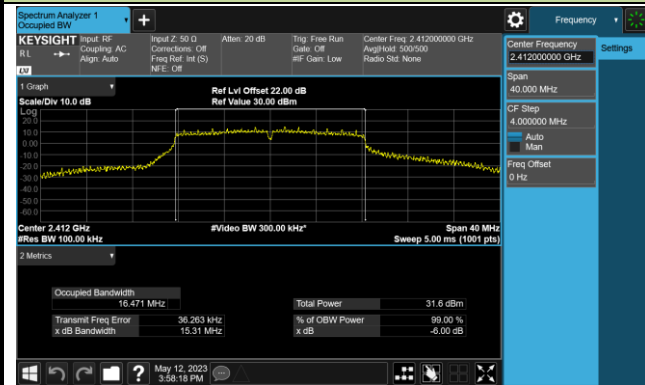 Spectrum Analyzer 1
Occupied BW
Frequency
KEYSIGHT
RL
LXI
Input: RF
Coupling: AC
Align: Auto
Input Z: 50 Ω
Corrections: Off
Freq Ref: Int (S)
NFE: Off
Atten: 20 dB
Trig: Free Run
Gate: Off
#IF Gain: Low
Center Freq: 2.412000000 GHz
Avg|Hold: 500/500
Radio Std: None
Center Frequency
2.412000000 GHz
Settings
Span
40.000 MHz
CF Step
4.000000 MHz
Auto
Man
Freq Offset
0 Hz
1 Graph
Scale/Div 10.0 dB
Ref Lvl Offset 22.00 dB
Ref Value 30.00 dBm
Log
20.0
10.0
0.00
-10.0
-20.0
-30.0
-40.0
-50.0
-60.0
Center 2.412 GHz
#Res BW 100.00 kHz
#Video BW 300.00 kHz*
Span 40 MHz
Sweep 5.00 ms (1001 pts)
2 Metrics
Occupied Bandwidth
16.471 MHz
Total Power 31.6 dBm
Transmit Freq Error 36.263 kHz
% of OBW Power 99.00 %
x dB Bandwidth 15.31 MHz
x dB -6.00 dB
?
May 12, 2023
3:58:18 PM